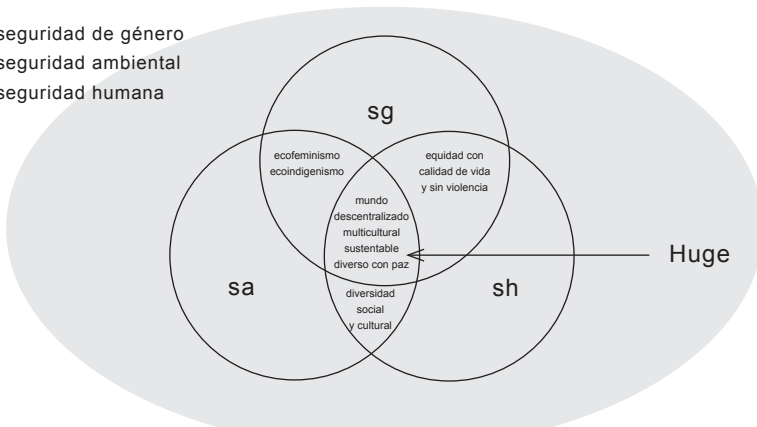 seguridad de género
seguridad ambiental
seguridad humana
sg
ecofeminismo
ecoindigenismo
equidad con
calidad de vida
y sin violencia
mundo
descentralizado
multicultural
sustentable
diverso con paz
Huge
sa
sh
diversidad
social
y cultural